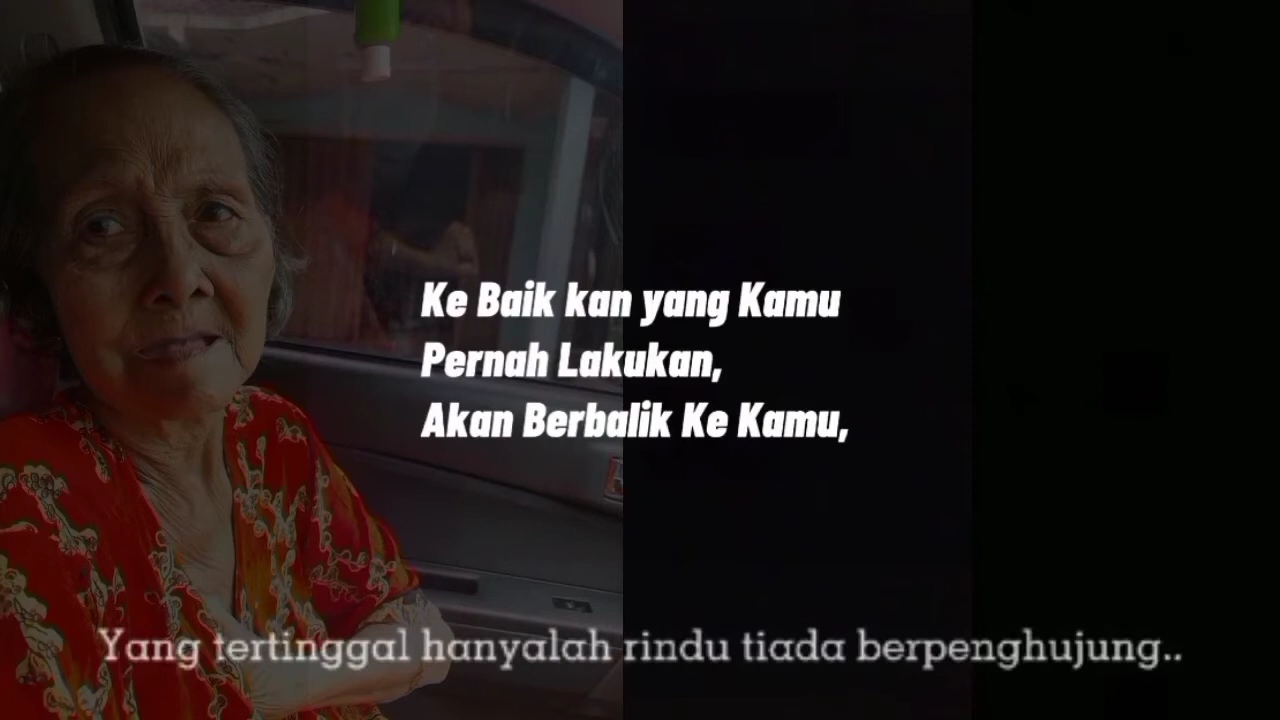 Ke Baik kan yang Kamu
Pernah Lakukan,
Akan Berbalik Ke Kamu,
Yang tertinggal hanyalah rindu tiada berpenghujung..